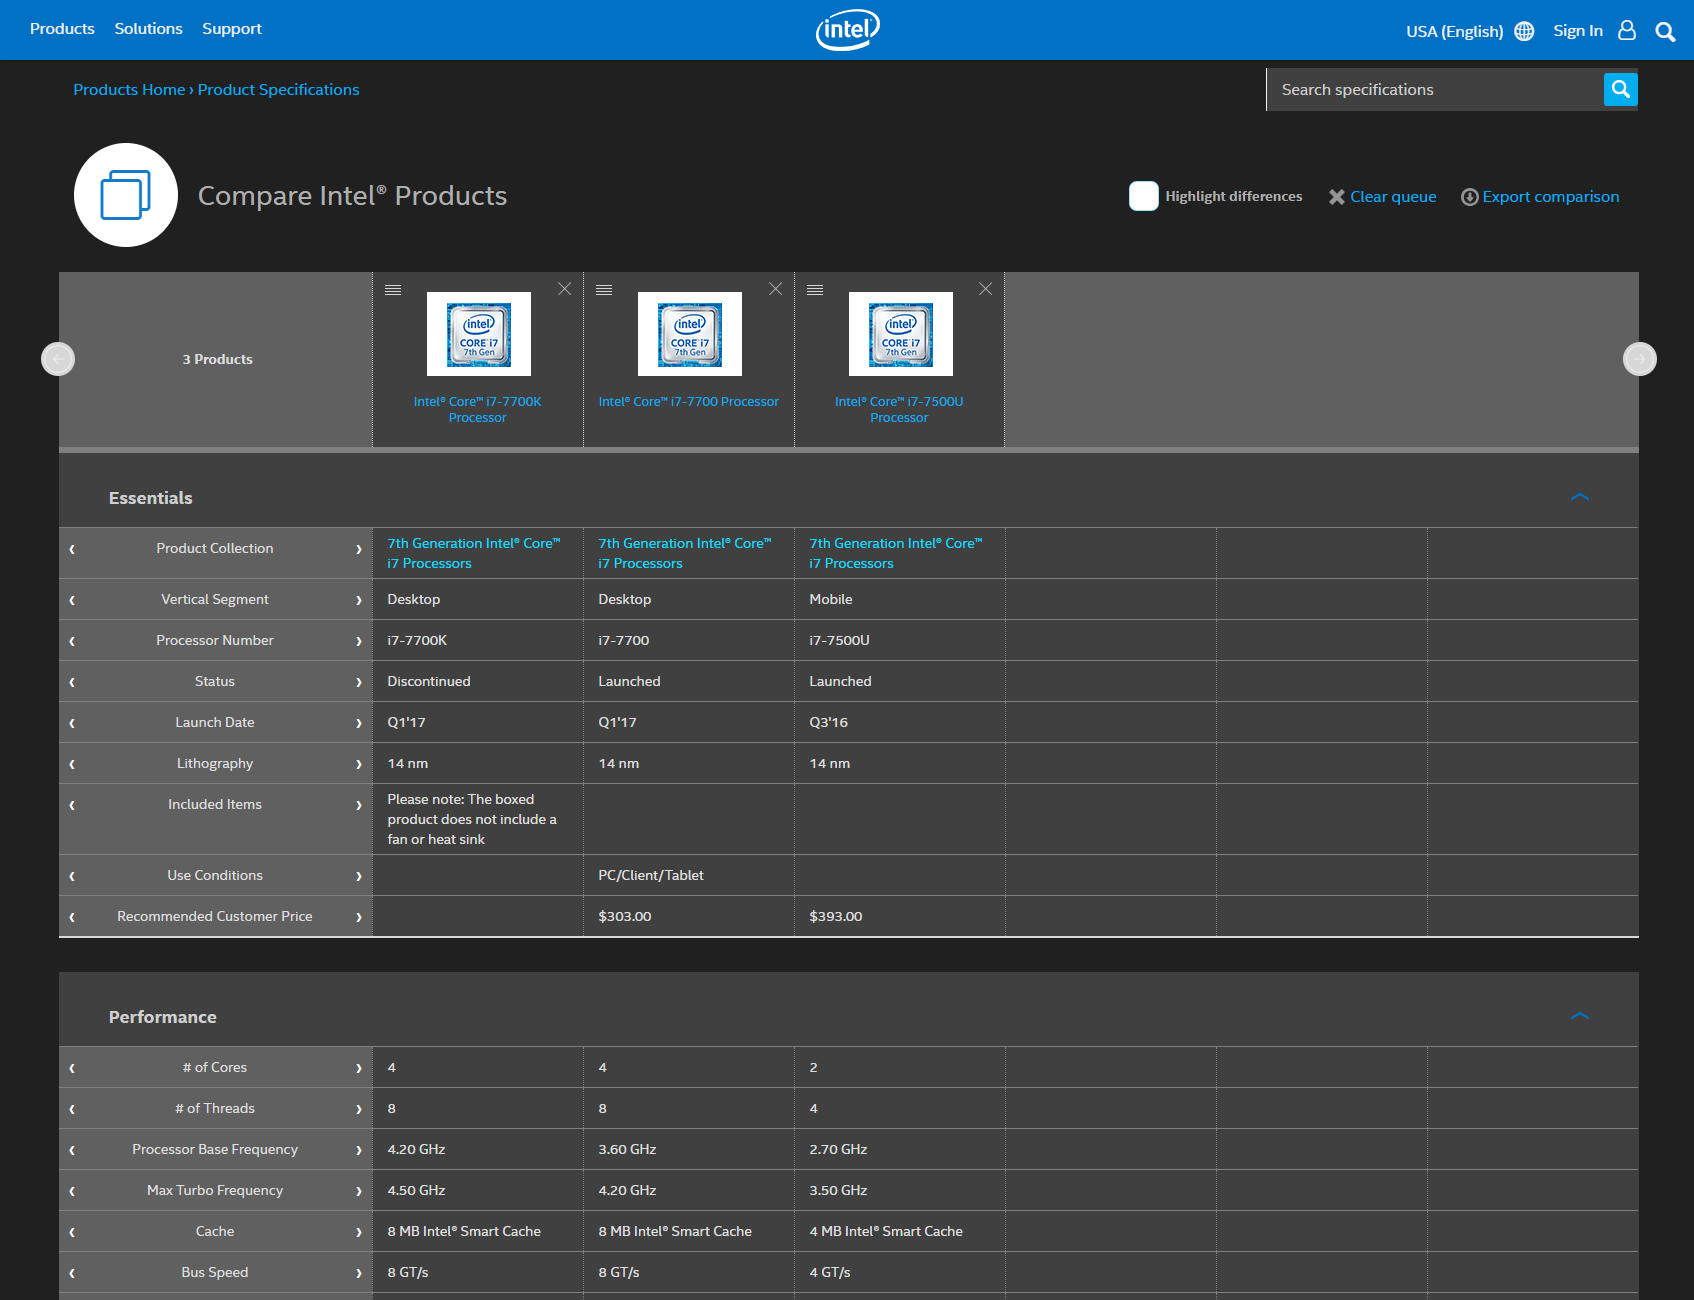 Products Solutions Support
intel
USA (English) Sign In
Products Home › Product Specifications
Search specifications
Compare Intel® Products
Highlight differences Clear queue Export comparison
3 Products
intel CORE i7 7th Gen
intel CORE i7 7th Gen
intel CORE i7 7th Gen
Intel® Core™ i7-7700K
Processor
Intel® Core™ i7-7700 Processor
Intel® Core™ i7-7500U
Processor
Essentials
Product Collection
7th Generation Intel® Core™
i7 Processors
7th Generation Intel® Core™
i7 Processors
7th Generation Intel® Core™
i7 Processors
‹ Vertical Segment › Desktop Desktop Mobile
‹ Processor Number › i7-7700K i7-7700 i7-7500U
‹ Status › Discontinued Launched Launched
‹ Launch Date › Q1'17 Q1'17 Q3'16
‹ Lithography › 14 nm 14 nm 14 nm
‹ Included Items › Please note: The boxed
product does not include a
fan or heat sink
‹ Use Conditions › PC/Client/Tablet
‹ Recommended Customer Price › $303.00 $393.00
Performance
‹ # of Cores › 4 4 2
‹ # of Threads › 8 8 4
‹ Processor Base Frequency › 4.20 GHz 3.60 GHz 2.70 GHz
‹ Max Turbo Frequency › 4.50 GHz 4.20 GHz 3.50 GHz
‹ Cache › 8 MB Intel® Smart Cache 8 MB Intel® Smart Cache 4 MB Intel® Smart Cache
‹ Bus Speed › 8 GT/s 8 GT/s 4 GT/s